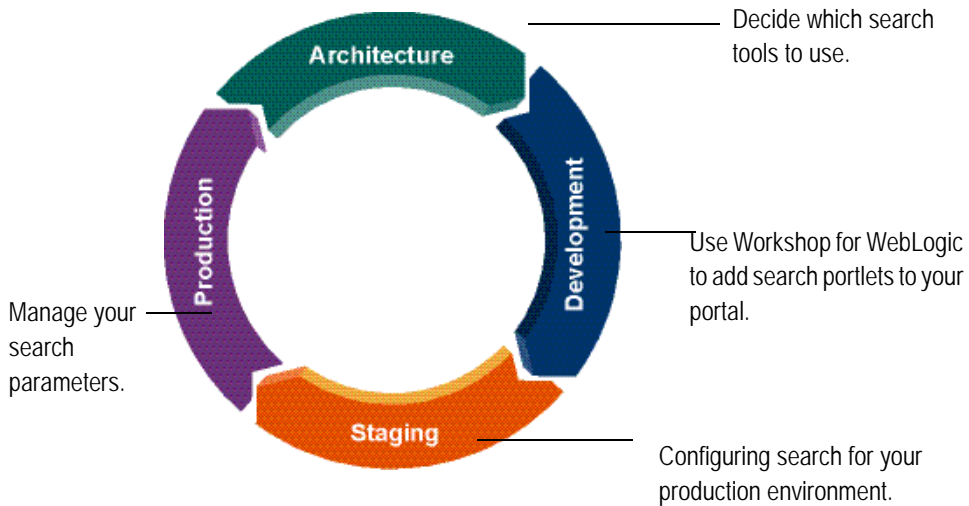 Decide which search
tools to use.
Architecture
Development
Use Workshop for WebLogic
to add search portlets to your
portal.
Production
Manage your
search
parameters.
Staging
Configuring search for your
production environment.